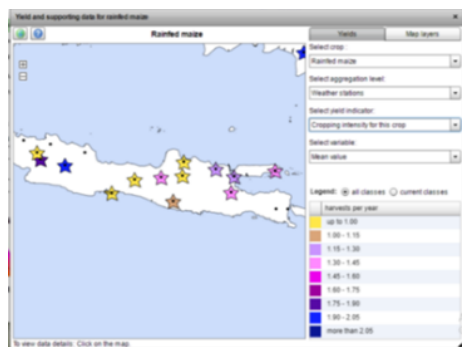 Yield and supporting data for rainfed maize
Rainfed maize
Yields
Map layers
Select crop:
Rainfed maize
Select aggregation level:
Weather stations
Select yield indicator:
Cropping intensity for this crop
Select variable:
Mean value
Legend: all classes current classes
harvests per year
up to 1.00
1.00 - 1.15
1.15 - 1.30
1.30 - 1.45
1.45 - 1.60
1.60 - 1.75
1.75 - 1.90
1.90 - 2.05
more than 2.05
To view data details: Click on the map.